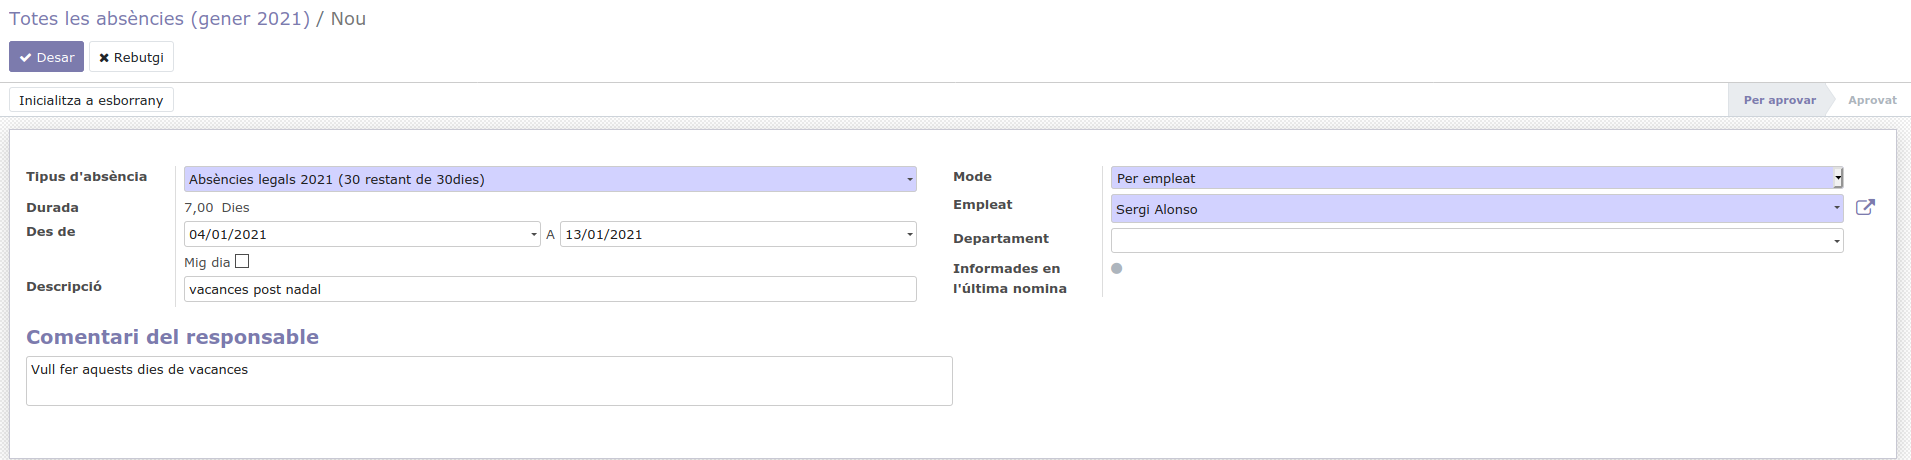 Totes les absències (gener 2021) / Nou
Desar
Rebutgi
Inicialitza a esborrany
Per aprovar
Aprovat
Tipus d'absència
Absències legals 2021 (30 restant de 30dies)
Durada
7,00 Dies
Des de
04/01/2021 A 13/01/2021
Mig dia
Descripció
vacances post nadal
Mode
Per empleat
Empleat
Sergi Alonso
Departament
Informades en
l'última nomina
Comentari del responsable
Vull fer aquests dies de vacances